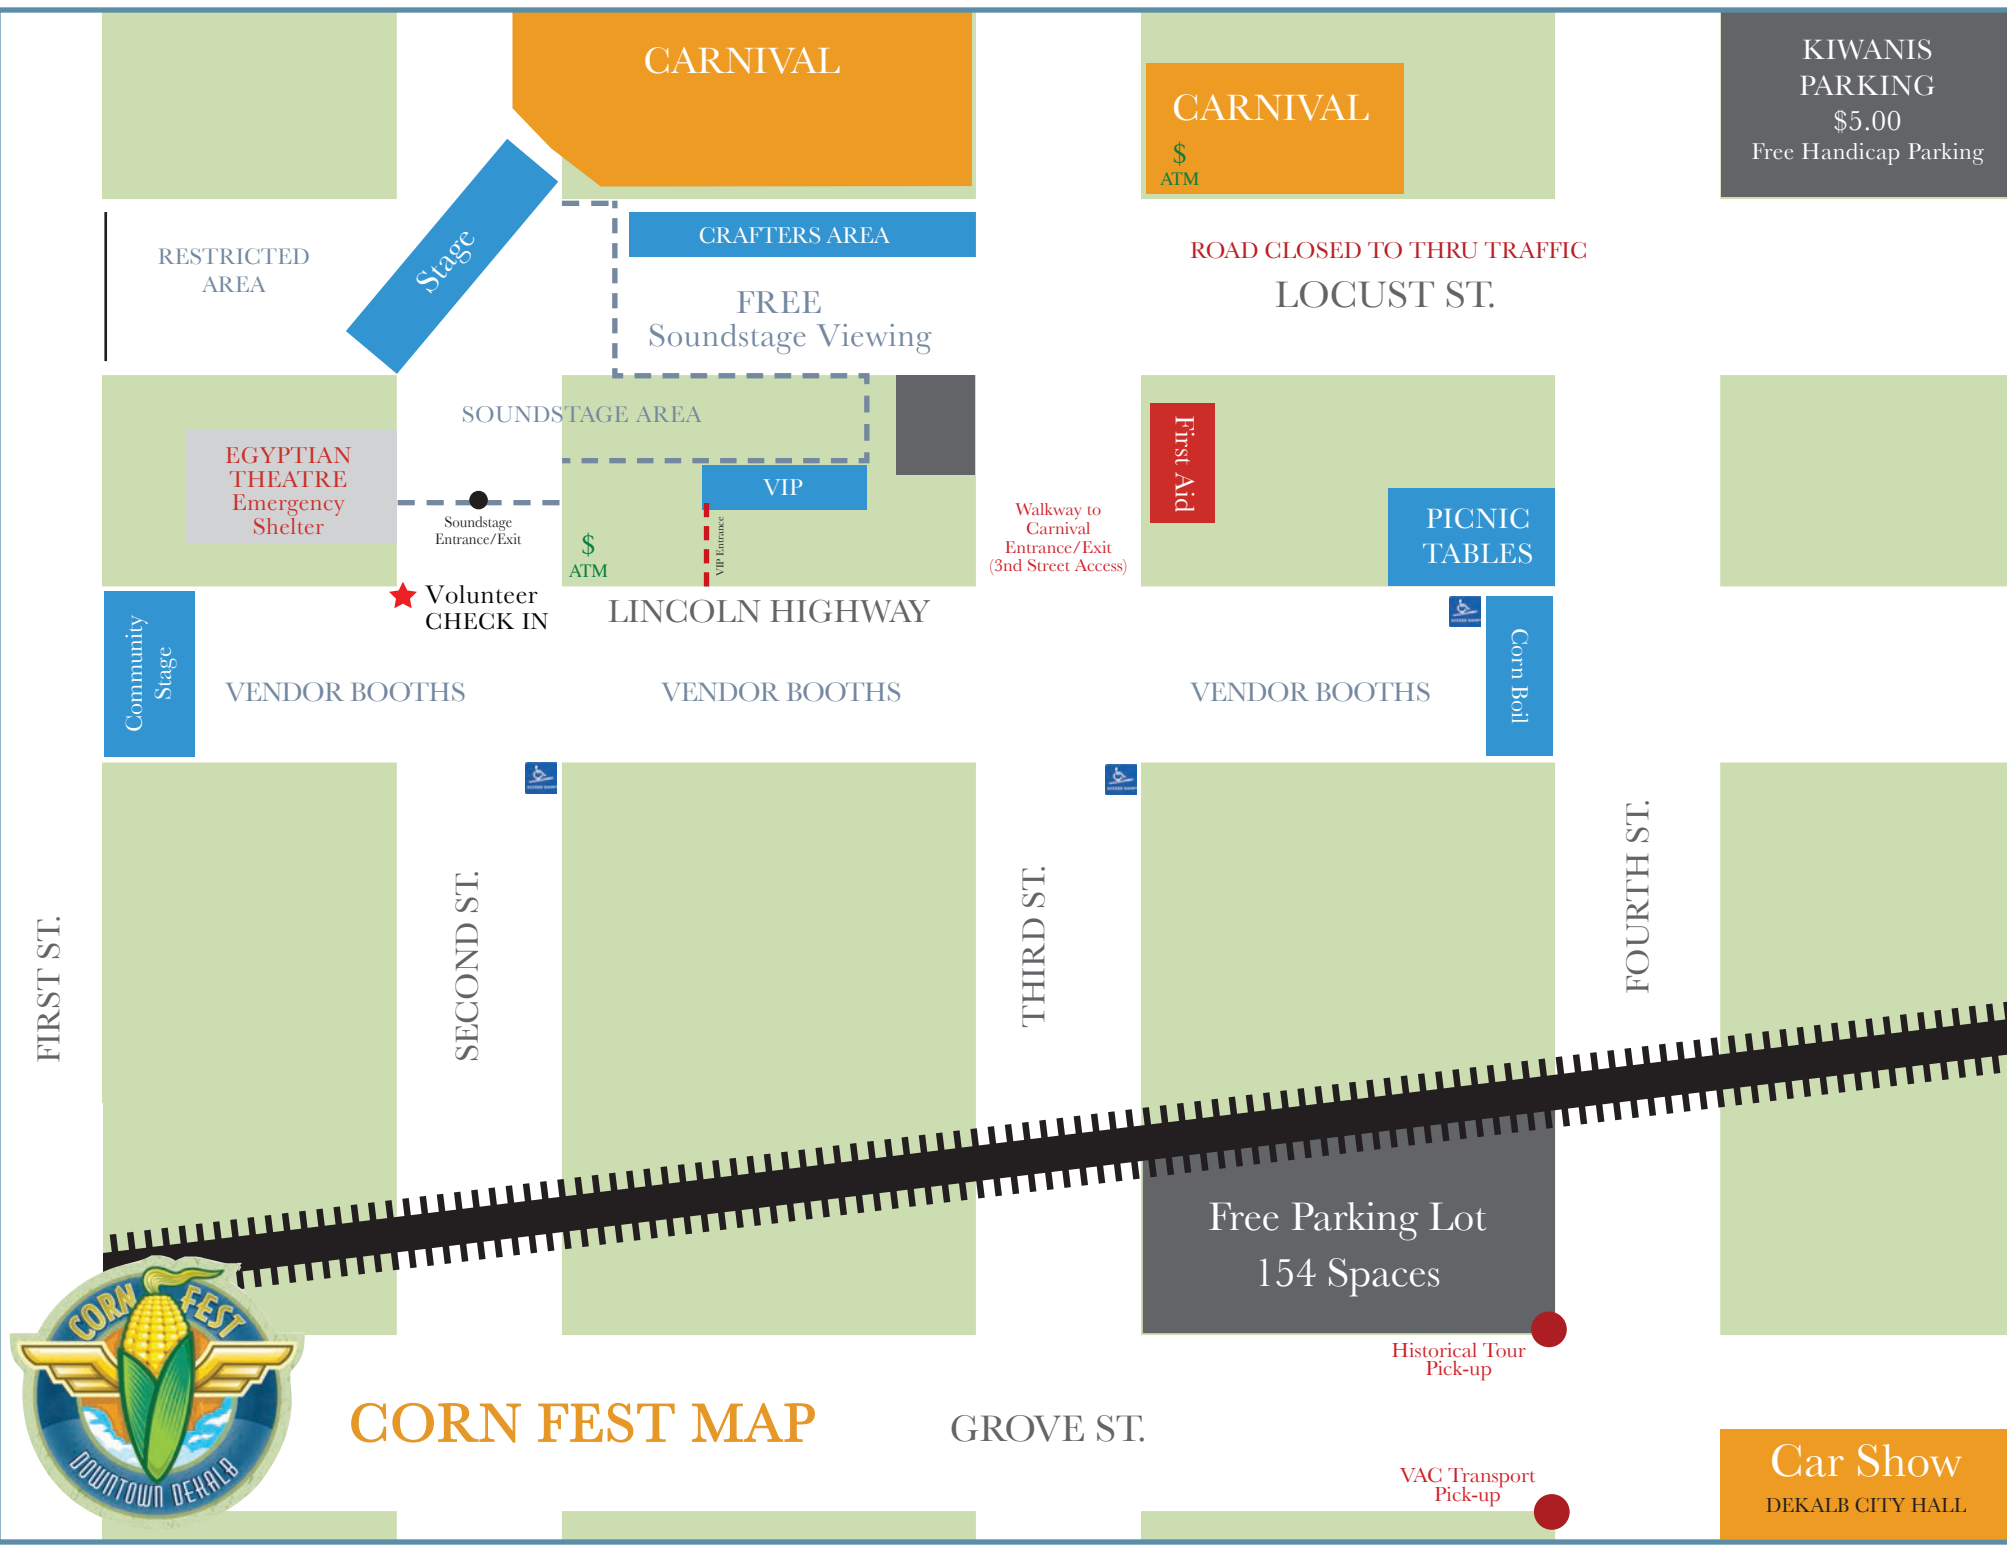 CARNIVAL
CARNIVAL
$
ATM
KIWANIS
PARKING
$5.00
Free Handicap Parking
RESTRICTED
AREA
Stage
CRAFTERS AREA
FREE
Soundstage Viewing
ROAD CLOSED TO THRU TRAFFIC
LOCUST ST.
SOUNDSTAGE AREA
EGYPTIAN
THEATRE
Emergency
Shelter
Soundstage
Entrance/Exit
VIP
VIP Entrance
$
ATM
Walkway to
Carnival
Entrance/Exit
(3nd Street Access)
First Aid
PICNIC
TABLES
Volunteer
CHECK IN
LINCOLN HIGHWAY
Community
Stage
VENDOR BOOTHS
VENDOR BOOTHS
VENDOR BOOTHS
Corn Boil
FIRST ST.
SECOND ST.
THIRD ST.
FOURTH ST.
Free Parking Lot
154 Spaces
Historical Tour
Pick-up
CORN FEST
DOWNTOWN DEKALB
CORN FEST MAP
GROVE ST.
VAC Transport
Pick-up
Car Show
DEKALB CITY HALL